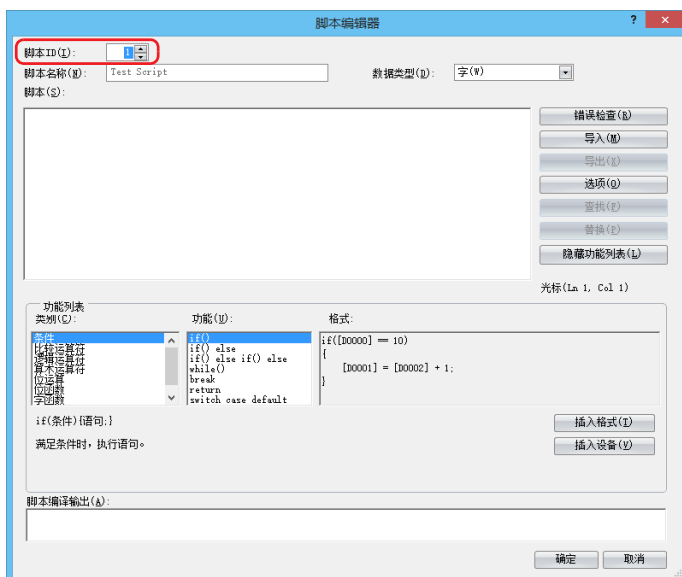 脚本编辑器
? ×
脚本ID(I): 1
脚本名称(N): Test Script 数据类型(D): 字(W)
脚本(S):
错误检查(R)
导入(M)
导出(X)
选项(O)
查找(F)
替换(P)
隐藏功能列表(L)
光标(Ln 1, Col 1)
功能列表
类别(C): 功能(U): 格式:
条件
比较运算符
逻辑运算符
算术运算符
位运算
位函数
字函数
if()
if() else
if() else if() else
while()
break
return
switch case default
if([D0000] == 10)
{
[D0001] = [D0002] + 1;
}
if(条件){语句;}
满足条件时，执行语句。
插入格式(T)
插入设备(V)
脚本编译输出(A):
确定 取消